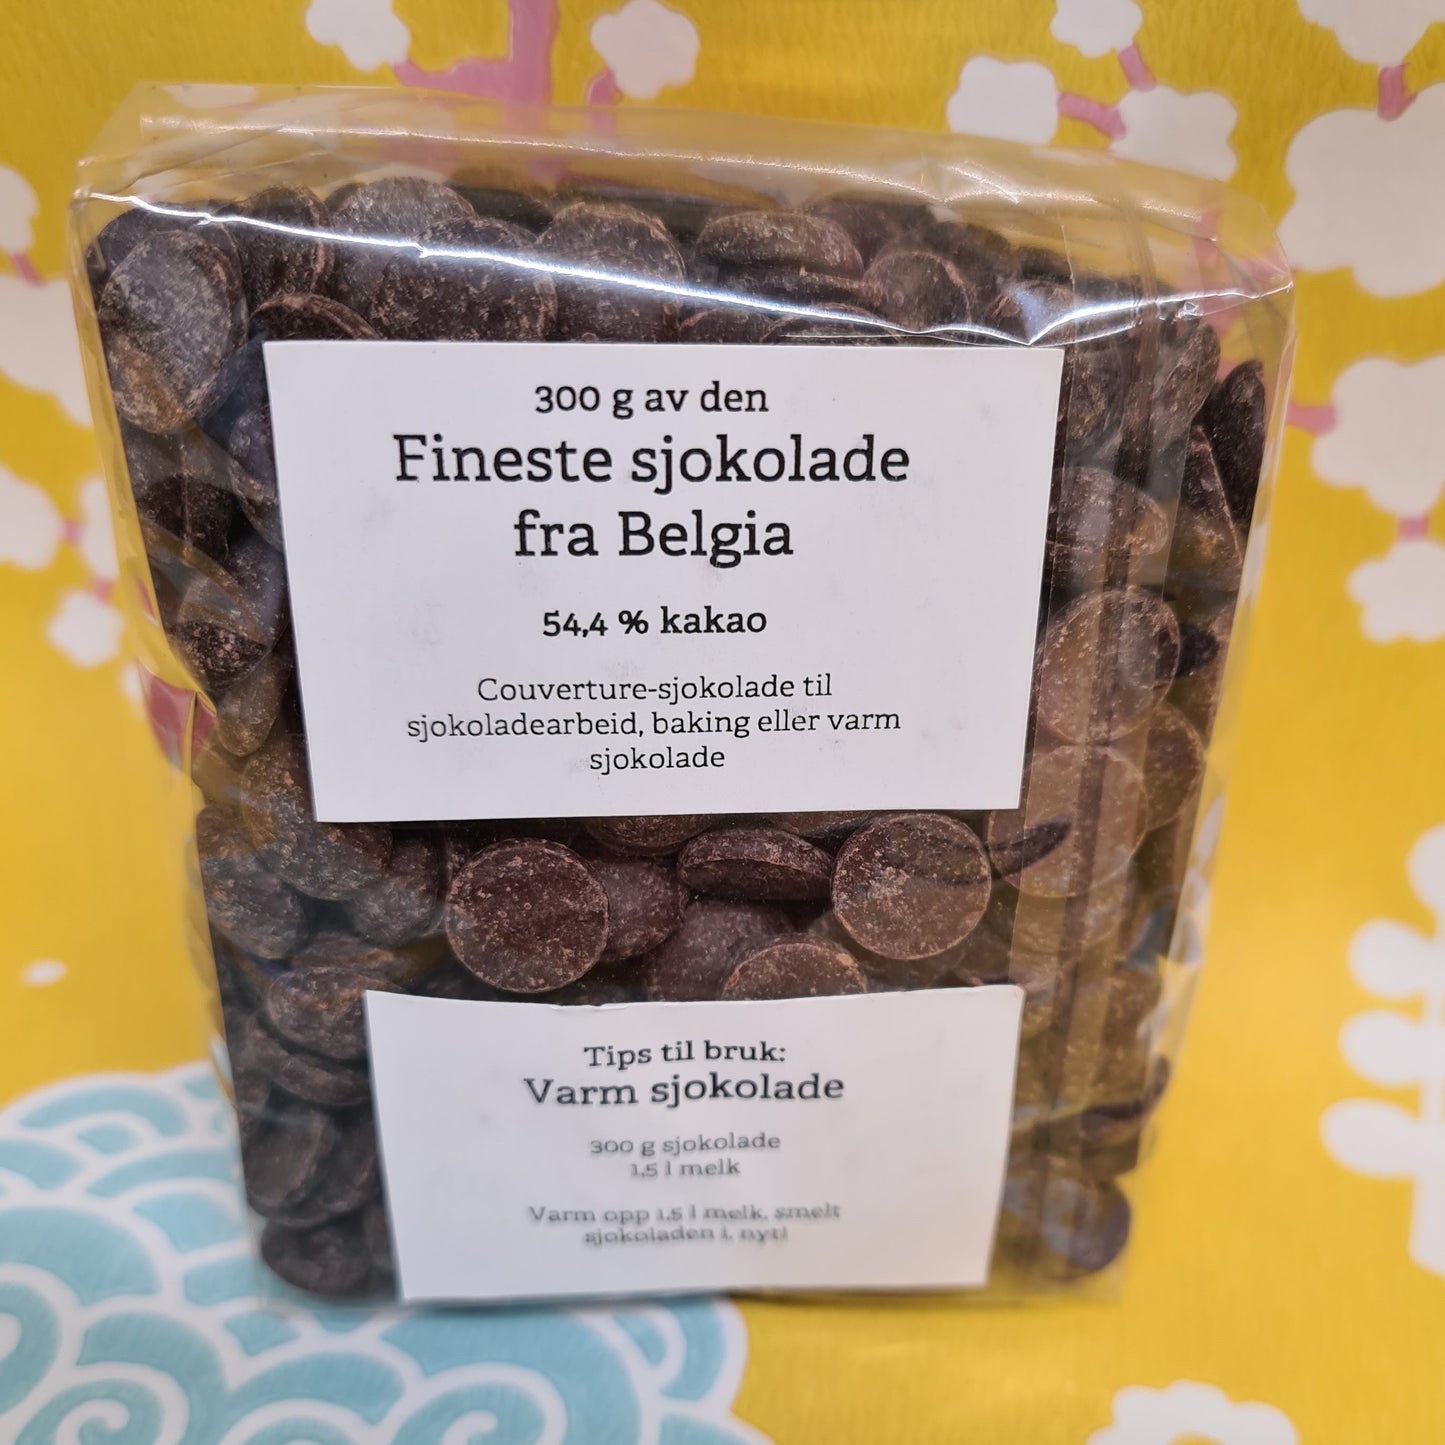 300 g av den
Fineste sjokolade
fra Belgia
54,4 % kakao
Couverture-sjokolade til
sjokoladearbeid, baking eller varm
sjokolade
Tips til bruk:
Varm sjokolade
300 g sjokolade
1,5 l melk
Varm opp 1,5 l melk, smelt
sjokoladen i, nyt!